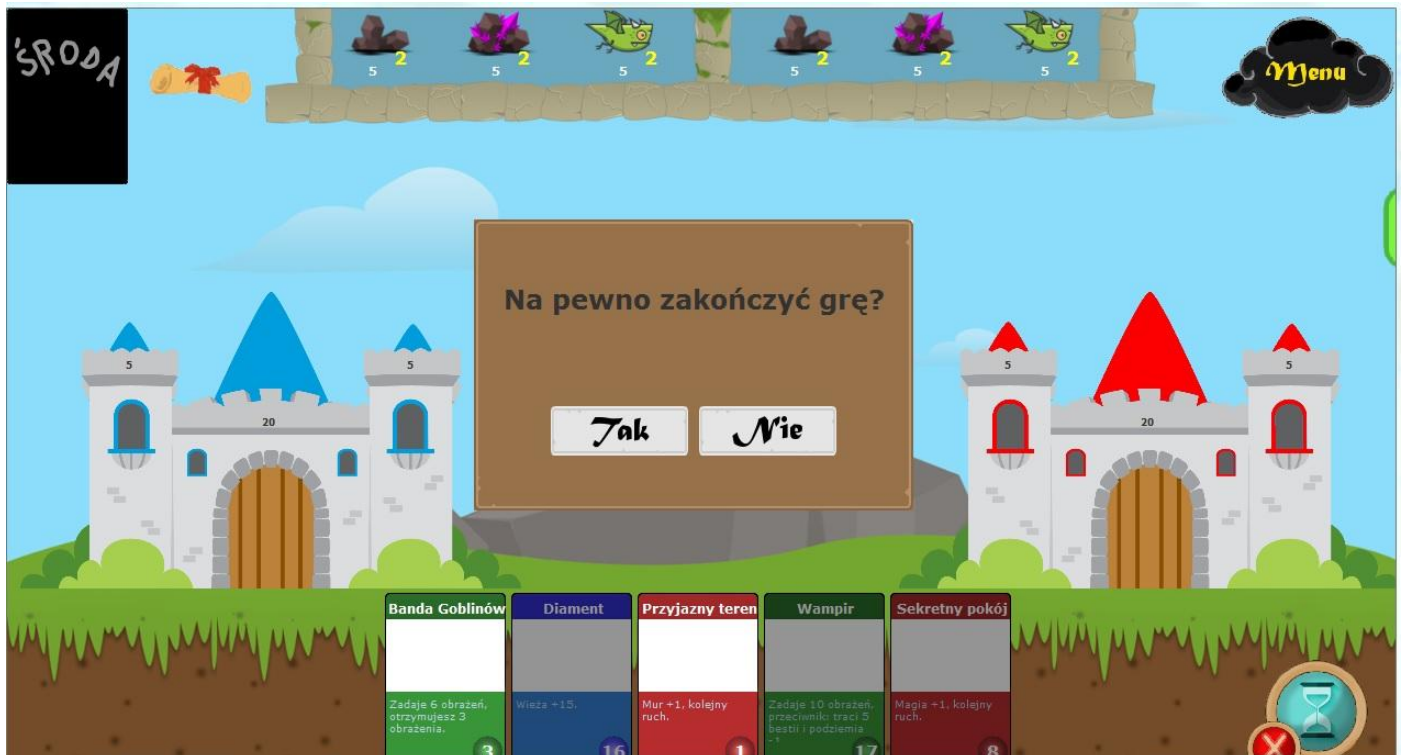 ŚRODA
2
5
2
5
2
5
2
5
2
5
2
5
Menu
Na pewno zakończyć grę?
Tak
Nie
5
5
20
5
5
20
Banda Goblinów
Zadaje 6 obrażeń,
otrzymujesz 3
obrażenia.
3
Diament
Wieża +15.
16
Przyjazny teren
Mur +1, kolejny
ruch.
1
Wampir
Zadaje 10 obrażeń,
przeciwnik: traci 5
bestii i podziemia
17
Sekretny pokój
Magia +1, kolejny
ruch.
8